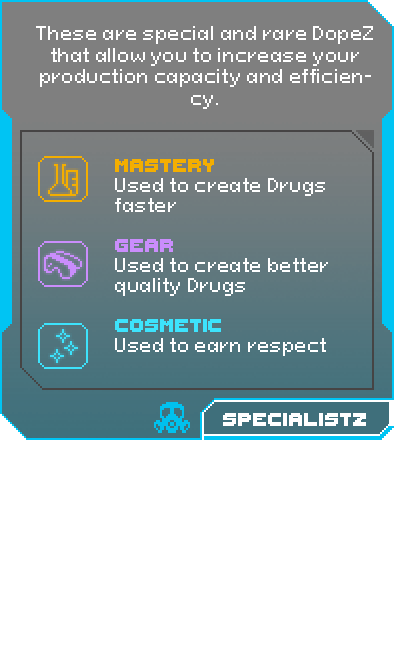 These are special and rare DopeZ
that allow you to increase your
production capacity and efficien-
cy.
MASTERY
Used to create Drugs
faster
GEAR
Used to create better
quality Drugs
COSMETIC
Used to earn respect
SPECIALISTZ